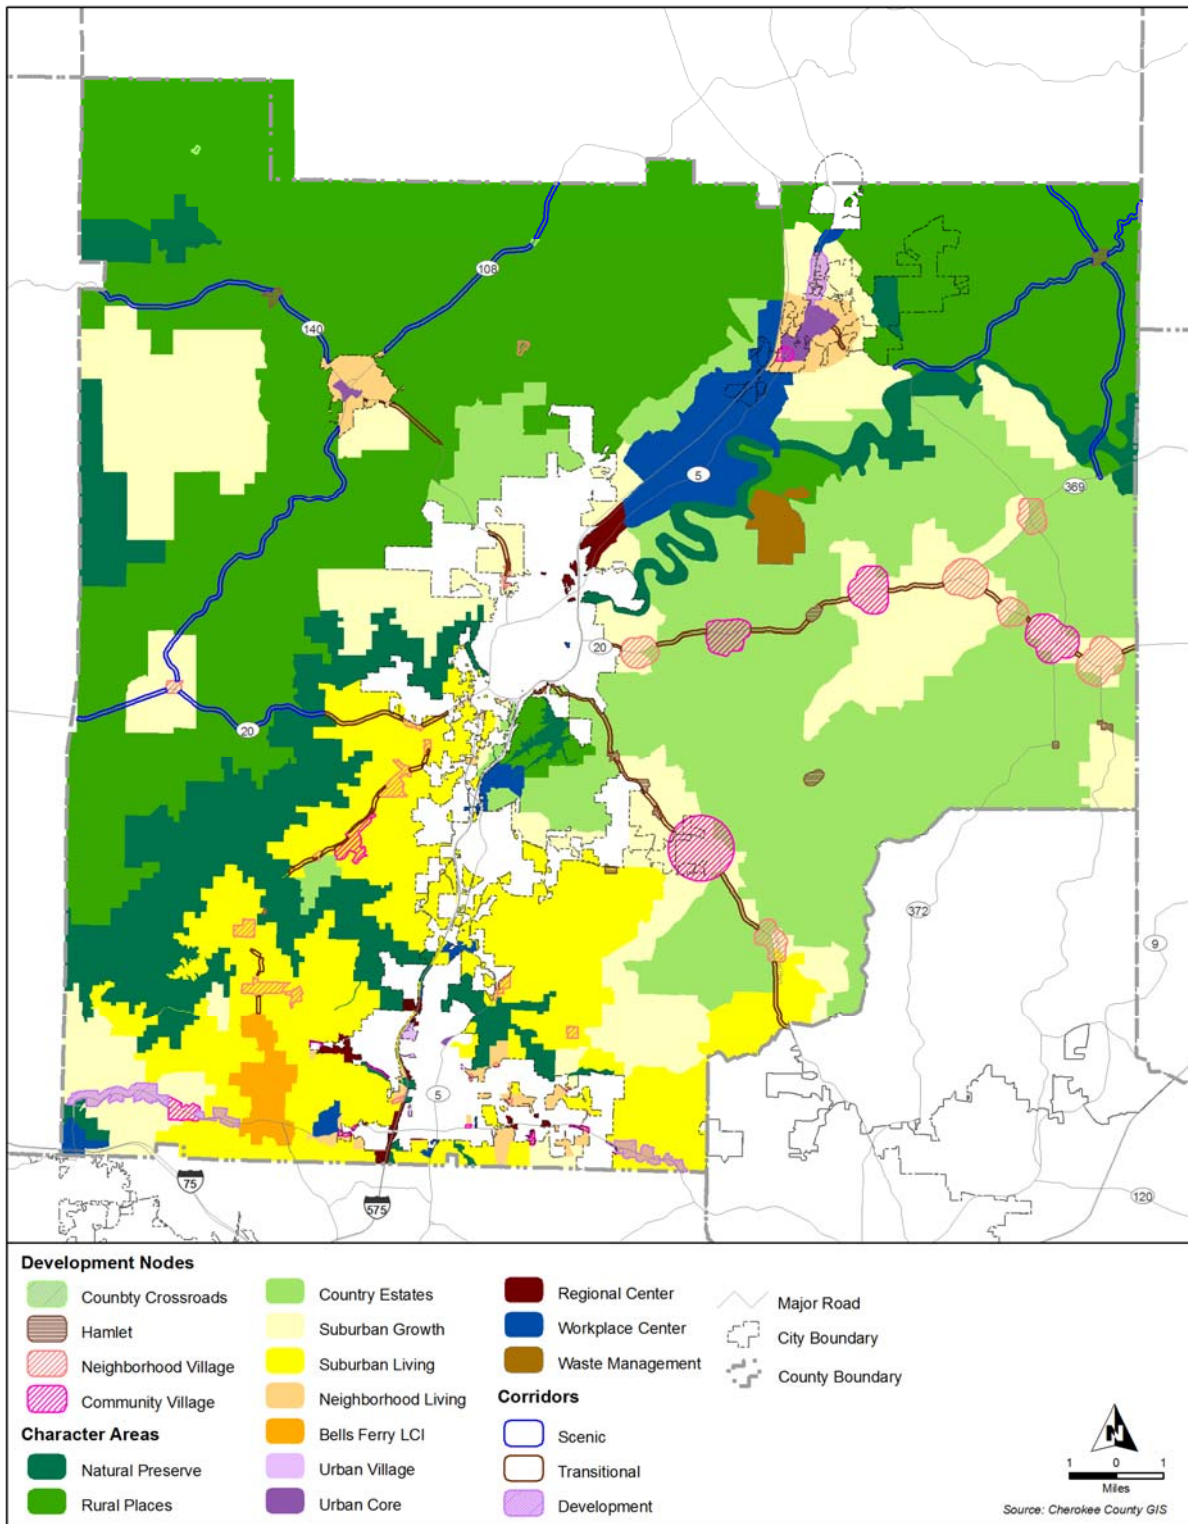 108
140
5
369
20
20
372
9
5
75
575
120
Development Nodes
Counbty Crossroads
Hamlet
Neighborhood Village
Community Village
Character Areas
Natural Preserve
Rural Places
Country Estates
Suburban Growth
Suburban Living
Neighborhood Living
Bells Ferry LCI
Urban Village
Urban Core
Regional Center
Workplace Center
Waste Management
Corridors
Scenic
Transitional
Development
Major Road
City Boundary
County Boundary
N
1 0 1
Miles
Source: Cherokee County GIS